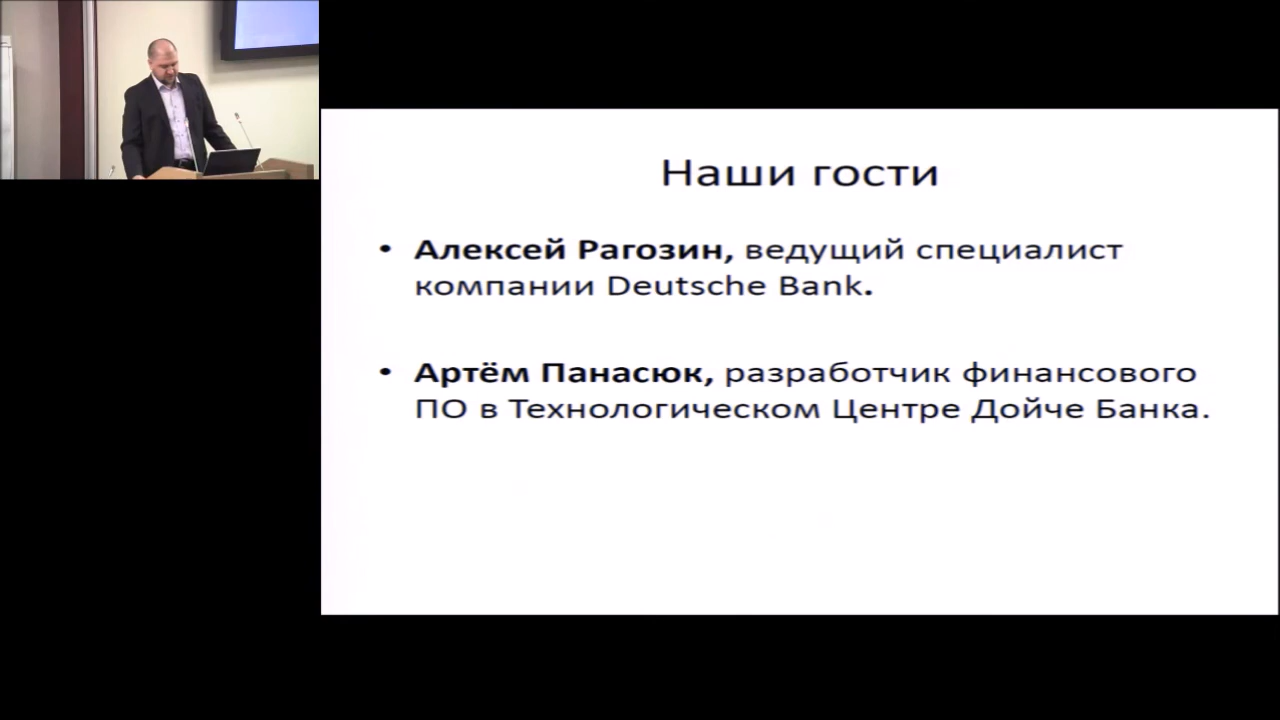 Наши гости
• Алексей Рагозин, ведущий специалист
компании Deutsche Bank.
• Артём Панасюк, разработчик финансового
ПО в Технологическом Центре Дойче Банка.